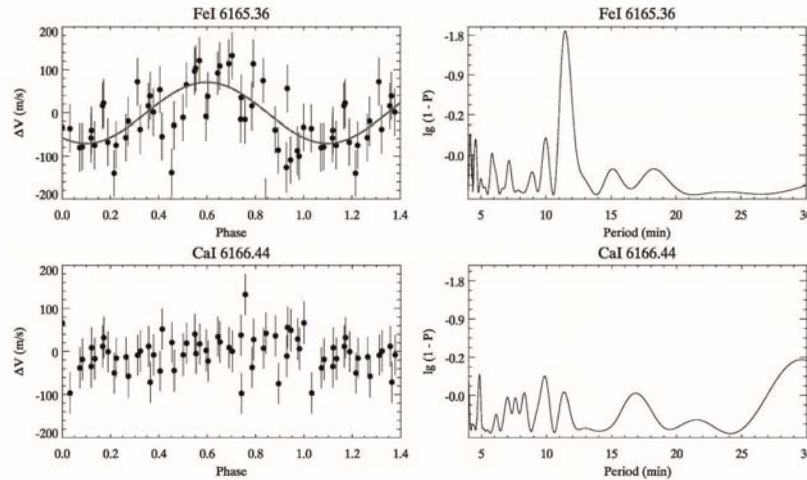 FeI 6165.36
200
100
0
-100
-200
ΔV (m/s)
0.0 0.2 0.4 0.6 0.8 1.0 1.2 1.4
Phase
FeI 6165.36
-1.8
-0.9
-0.2
-0.0
lg (1 - P)
5 10 15 20 25 30
Period (min)
CaI 6166.44
200
100
0
-100
-200
ΔV (m/s)
0.0 0.2 0.4 0.6 0.8 1.0 1.2 1.4
Phase
CaI 6166.44
-1.8
-0.9
-0.2
-0.0
lg (1 - P)
5 10 15 20 25 30
Period (min)